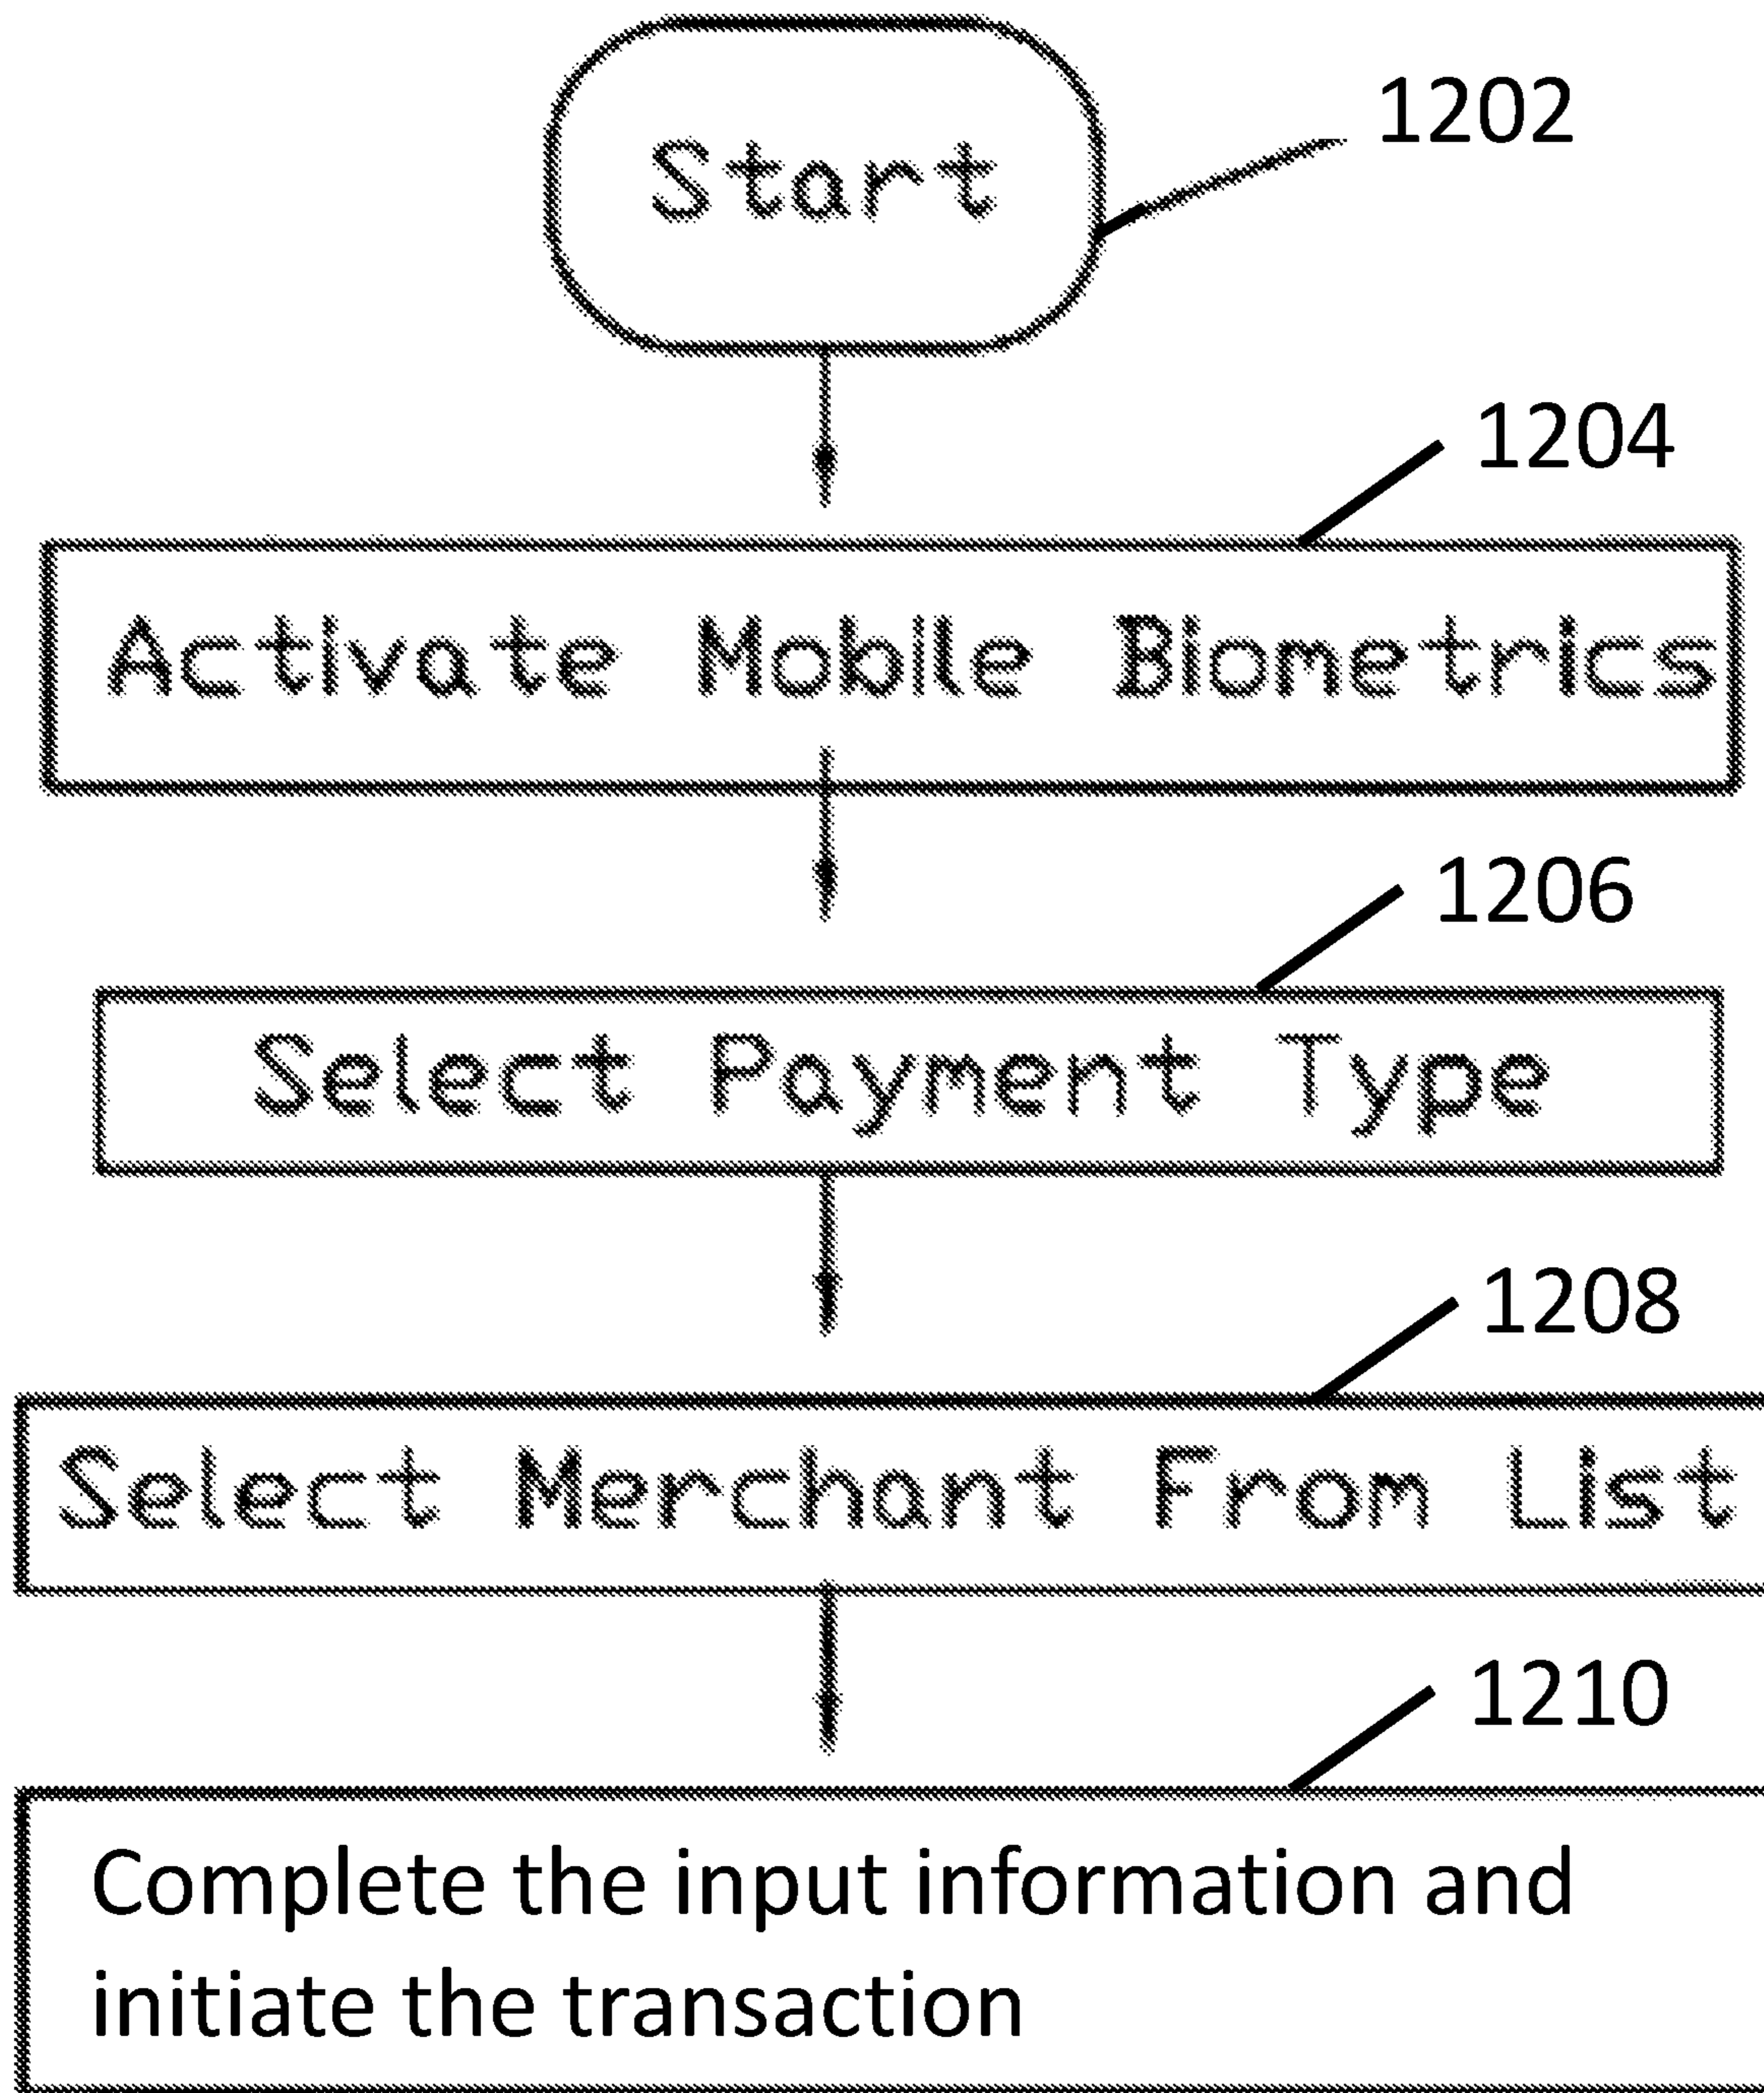 Start
1202
1204
Activate Mobile Biometrics
1206
Select Payment Type
1208
Select Merchant From List
1210
Complete the input information and
initiate the transaction